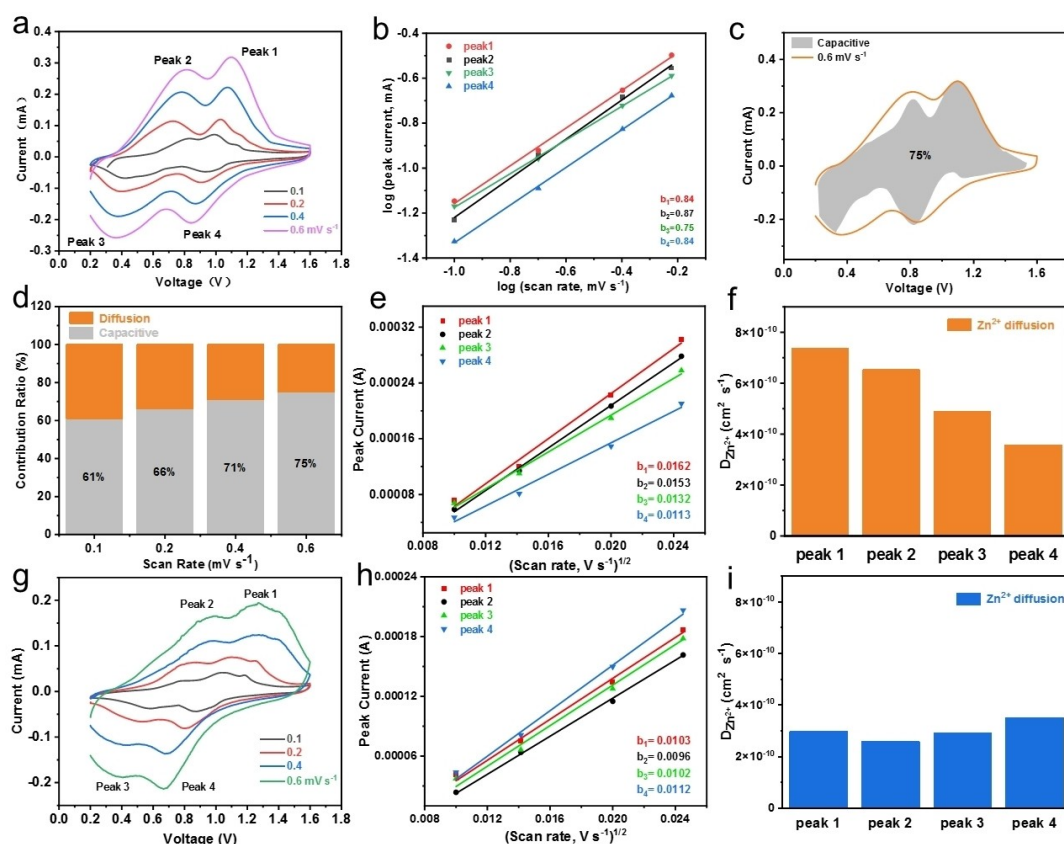 a
0.4
0.3
0.2
0.1
0.0
-0.1
-0.2
-0.3
Current (mA)
Peak 1
Peak 2
Peak 3
Peak 4
0.1
0.2
0.4
0.6 mV s⁻¹
0.0 0.2 0.4 0.6 0.8 1.0 1.2 1.4 1.6 1.8
Voltage (V)
b
-0.4
-0.6
-0.8
-1.0
-1.2
-1.4
log (peak current, mA)
peak1
peak2
peak3
peak4
b₁=0.84
b₂=0.87
b₃=0.75
b₄=0.84
-1.0 -0.8 -0.6 -0.4 -0.2
log (scan rate, mV s⁻¹)
c
Capacitive
0.6 mV s⁻¹
0.4
0.2
0.0
-0.2
Current (mA)
75%
0.0 0.4 0.8 1.2 1.6
Voltage (V)
d
120
100
80
60
40
20
0
Contribution Ratio (%)
Diffusion
Capacitive
61% 66% 71% 75%
0.1 0.2 0.4 0.6
Scan Rate (mV s⁻¹)
e
0.00032
0.00024
0.00016
0.00008
Peak Current (A)
peak 1
peak 2
peak 3
peak 4
b₁= 0.0162
b₂= 0.0153
b₃= 0.0132
b₄= 0.0113
0.008 0.012 0.016 0.020 0.024
(Scan rate, V s⁻¹)¹/²
f
8×10⁻¹⁰
6×10⁻¹⁰
4×10⁻¹⁰
2×10⁻¹⁰
0
D_Zn²⁺ (cm² s⁻¹)
Zn²⁺ diffusion
peak 1 peak 2 peak 3 peak 4
g
0.2
0.1
0.0
-0.1
-0.2
Current (mA)
Peak 1
Peak 2
Peak 3
Peak 4
0.1
0.2
0.4
0.6 mV s⁻¹
0.0 0.2 0.4 0.6 0.8 1.0 1.2 1.4 1.6 1.8
Voltage (V)
h
0.00024
0.00018
0.00012
0.00006
Peak Current (A)
peak 1
peak 2
peak 3
peak 4
b₁= 0.0103
b₂= 0.0096
b₃= 0.0102
b₄= 0.0112
0.008 0.012 0.016 0.020 0.024
(Scan rate, V s⁻¹)¹/²
i
8×10⁻¹⁰
6×10⁻¹⁰
4×10⁻¹⁰
2×10⁻¹⁰
0
D_Zn²⁺ (cm² s⁻¹)
Zn²⁺ diffusion
peak 1 peak 2 peak 3 peak 4